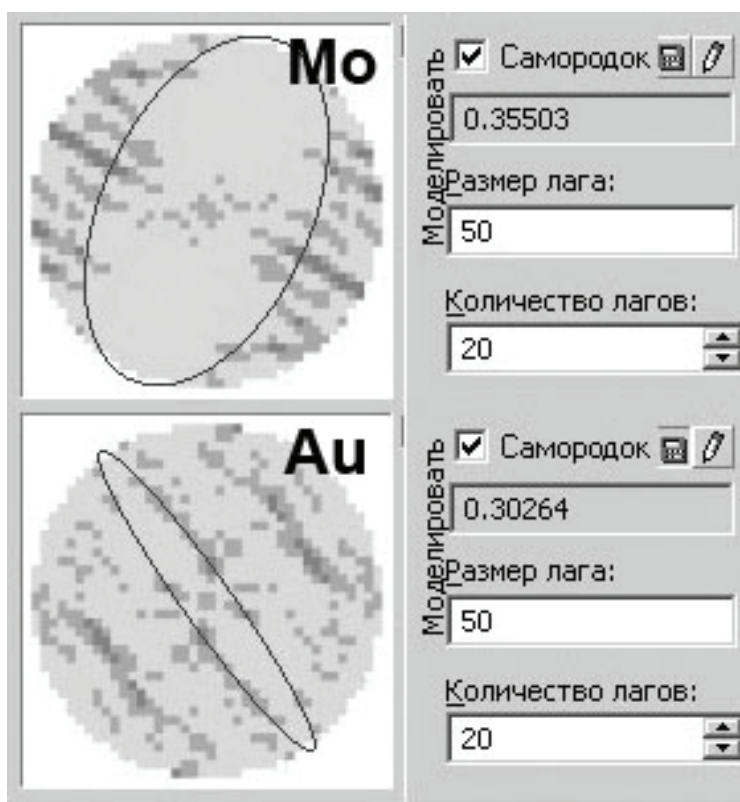 Mo
Моделировать
Самородок
0.35503
Размер лага:
50
Количество лагов:
20
Au
Моделировать
Самородок
0.30264
Размер лага:
50
Количество лагов:
20